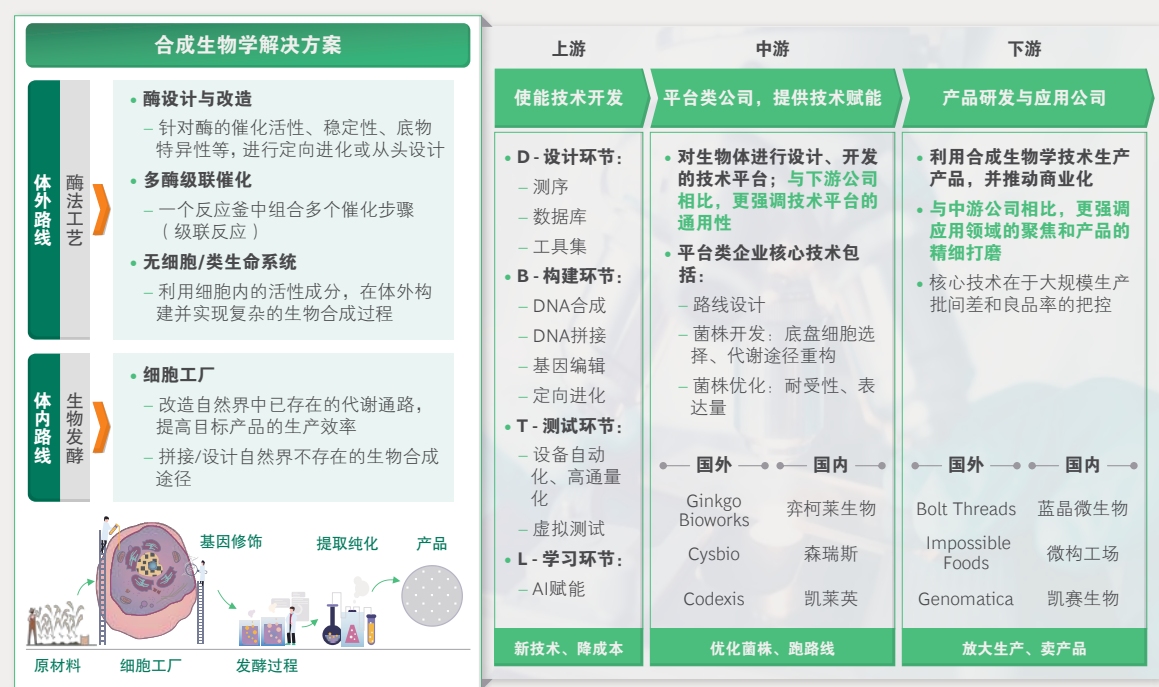 合成生物学解决方案
体外路线
酶法工艺
• 酶设计与改造
– 针对酶的催化活性、稳定性、底物
特异性等，进行定向进化或从头设计
• 多酶级联催化
– 一个反应釜中组合多个催化步骤
（级联反应）
• 无细胞/类生命系统
– 利用细胞内的活性成分，在体外构
建并实现复杂的生物合成过程
体内路线
生物发酵
• 细胞工厂
– 改造自然界中已存在的代谢通路，
提高目标产品的生产效率
– 拼接/设计自然界不存在的生物合成
途径
基因修饰
提取纯化
产品
原材料
细胞工厂
发酵过程
上游
使能技术开发
• D - 设计环节：
– 测序
– 数据库
– 工具集
• B - 构建环节：
– DNA合成
– DNA拼接
– 基因编辑
– 定向进化
• T - 测试环节：
– 设备自动
化、高通量
化
– 虚拟测试
• L - 学习环节：
– AI赋能
新技术、降成本
中游
平台类公司，提供技术赋能
• 对生物体进行设计、开发
的技术平台；与下游公司
相比，更强调技术平台的
通用性
• 平台类企业核心技术包
括：
– 路线设计
– 菌株开发：底盘细胞选
择、代谢途径重构
– 菌株优化：耐受性、表
达量
国外 国内
Ginkgo
Bioworks
弈柯莱生物
Cysbio 森瑞斯
Codexis 凯莱英
优化菌株、跑路线
下游
产品研发与应用公司
• 利用合成生物学技术生产
产品，并推动商业化
• 与中游公司相比，更强调
应用领域的聚焦和产品的
精细打磨
• 核心技术在于大规模生产
批间差和良品率的把控
国外 国内
Bolt Threads 蓝晶微生物
Impossible
Foods
微构工场
Genomatica 凯赛生物
放大生产、卖产品